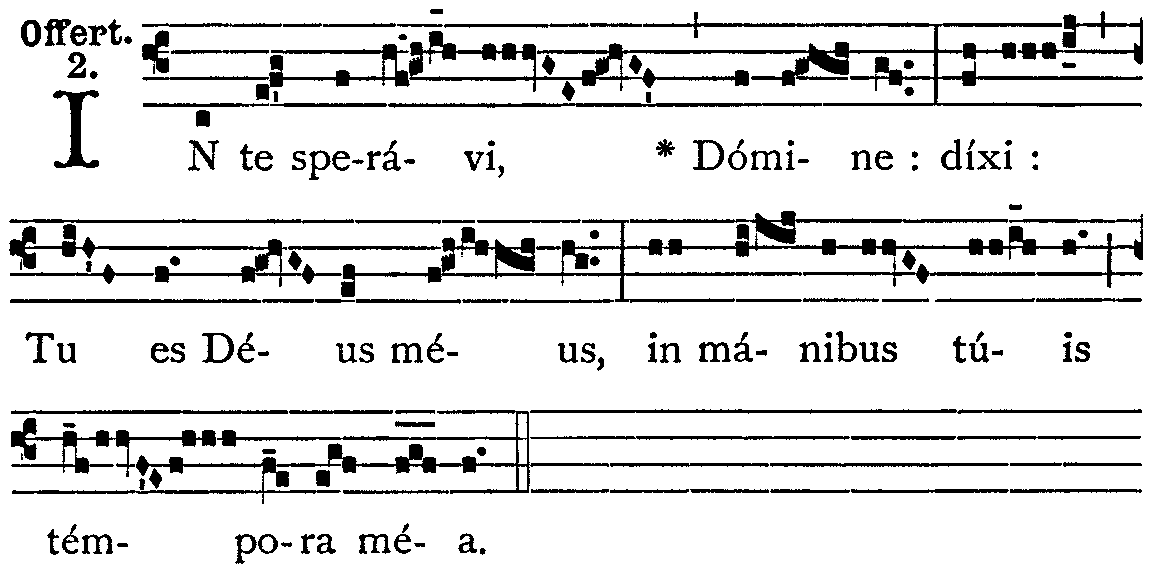 Offert.
2.
IN te spe-rá- vi, * Dómi- ne : díxi :
Tu es Dé- us mé- us, in má- nibus tú- is
tém- po-ra mé- a.